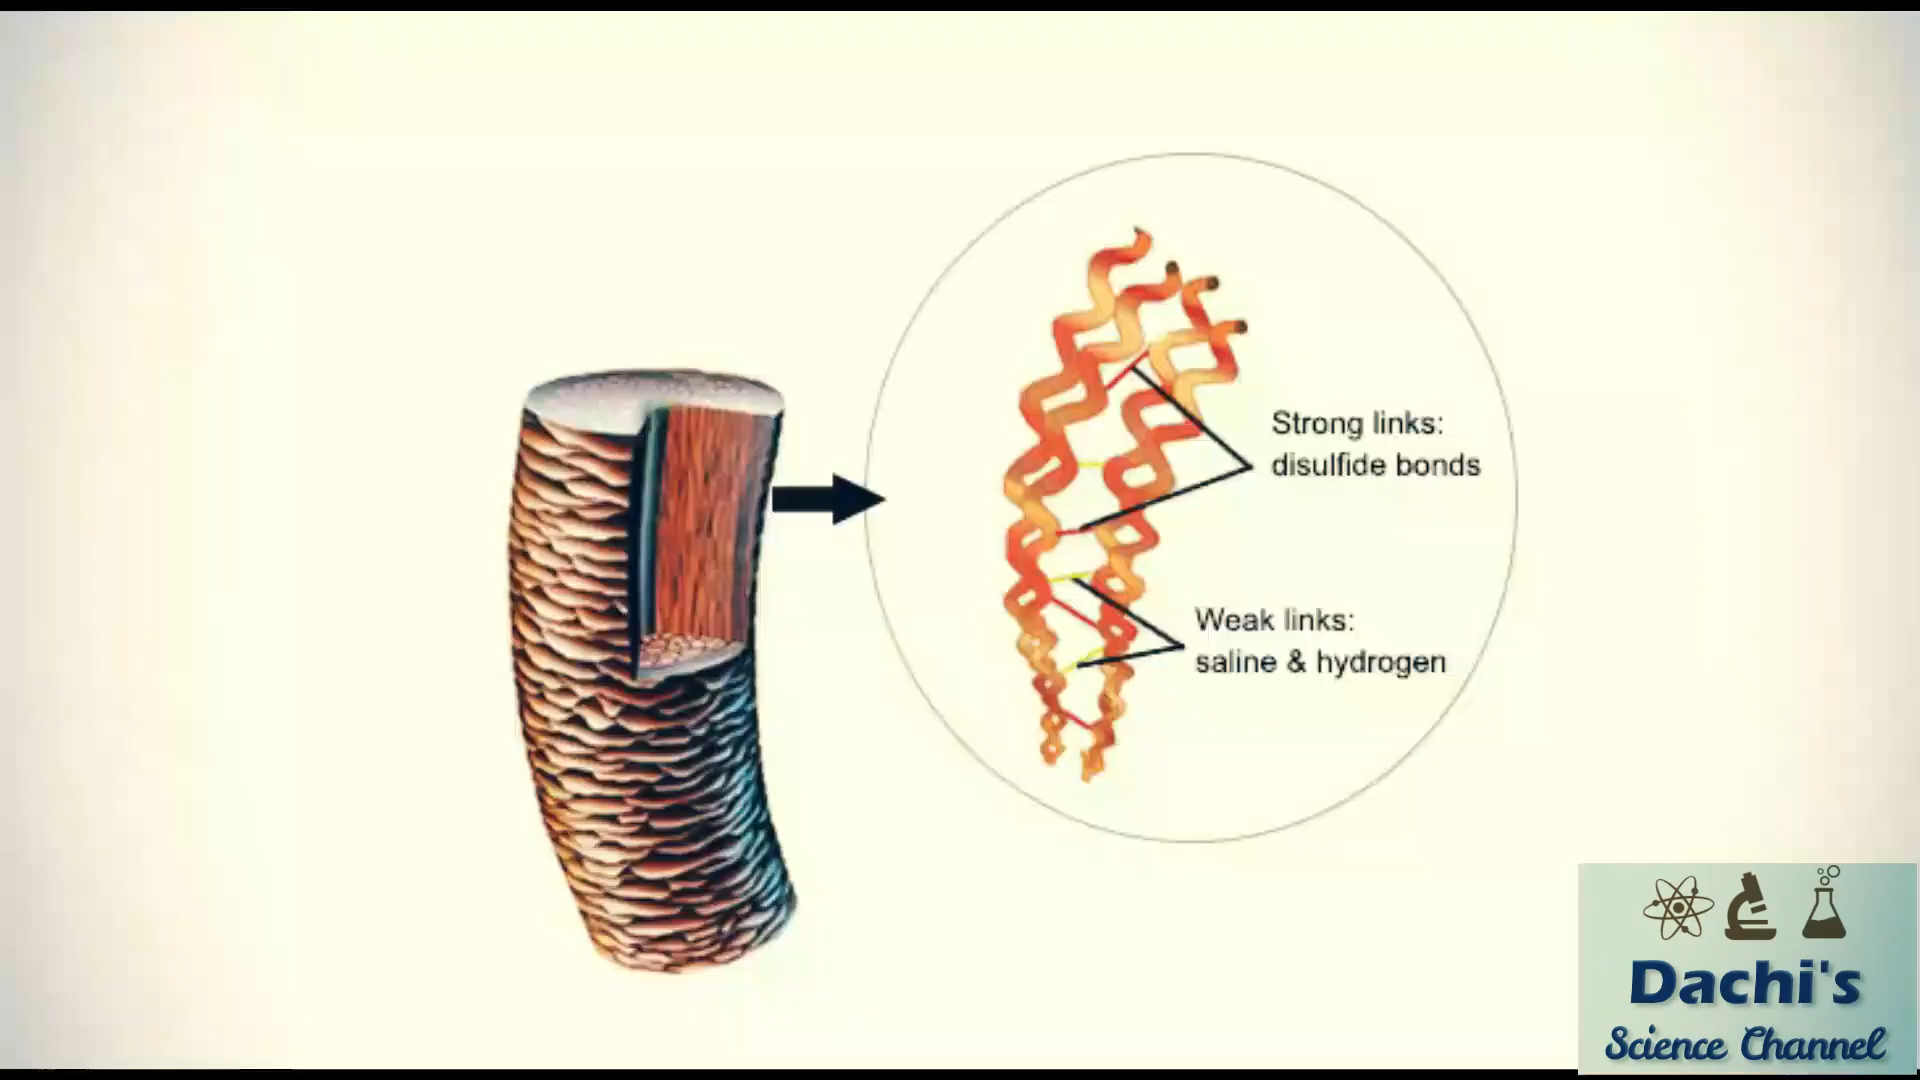 Strong links:
disulfide bonds
Weak links:
saline & hydrogen
Dachi's
Science Channel